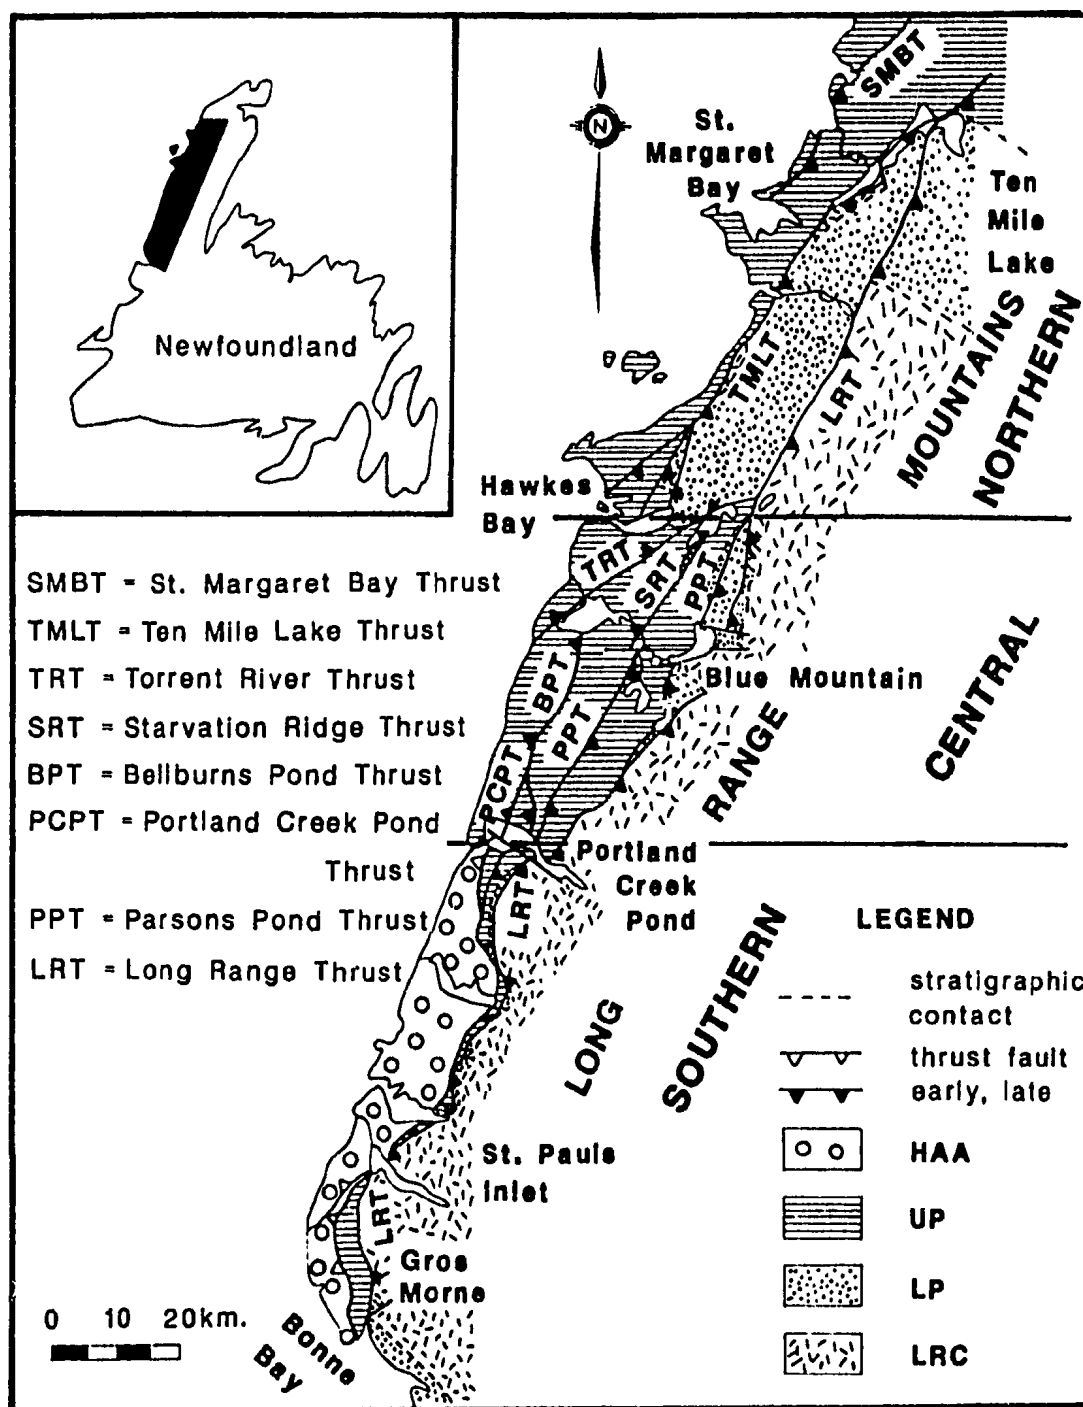 Newfoundland
N
SMBT
St.
Margaret
Bay
Ten
Mile
Lake
MOUNTAINS
NORTHERN
TMLT
LRT
Hawkes
Bay
TRT
SRT
PPT
BPT
PPT
PCPT
Blue Mountain
RANGE
CENTRAL
SMBT = St. Margaret Bay Thrust
TMLT = Ten Mile Lake Thrust
TRT = Torrent River Thrust
SRT = Starvation Ridge Thrust
BPT = Bellburns Pond Thrust
PCPT = Portland Creek Pond
Thrust
PPT = Parsons Pond Thrust
LRT = Long Range Thrust
Portland
Creek
Pond
LRT
LONG
SOUTHERN
St. Pauls
Inlet
LRT
Gros
Morne
Bonne
Bay
0 10 20km.
LEGEND
stratigraphic
contact
thrust fault
early, late
HAA
UP
LP
LRC